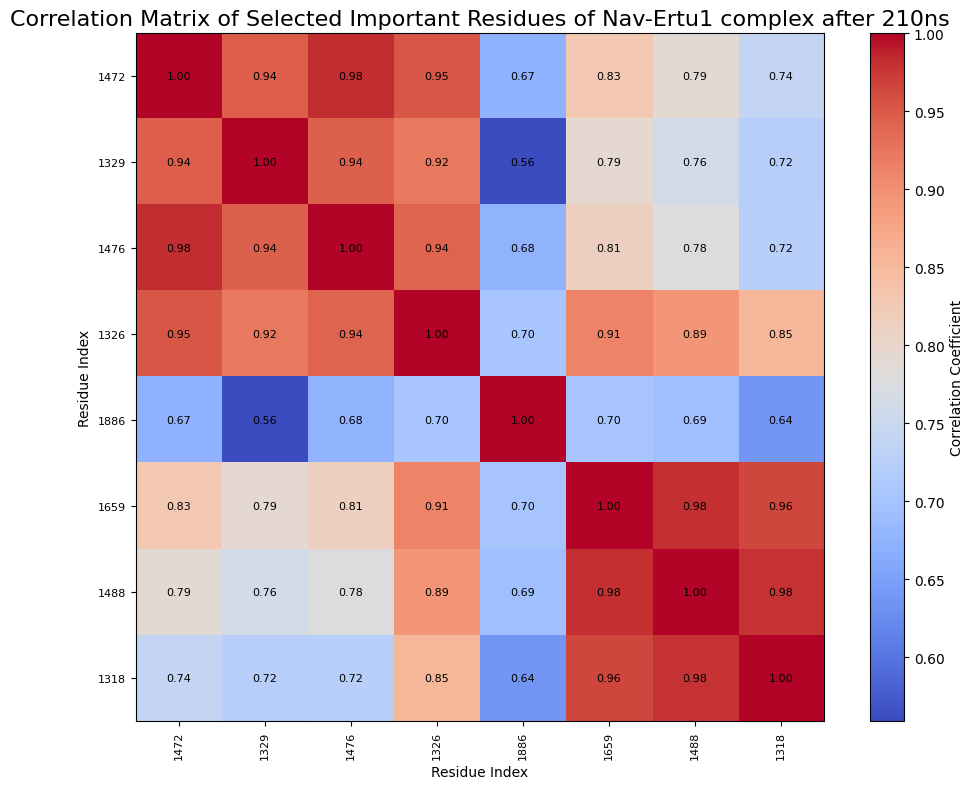 Correlation Matrix of Selected Important Residues of Nav-Ertu1 complex after 210ns
1472 1.00 0.94 0.98 0.95 0.67 0.83 0.79 0.74
1329 0.94 1.00 0.94 0.92 0.56 0.79 0.76 0.72
1476 0.98 0.94 1.00 0.94 0.68 0.81 0.78 0.72
1326 0.95 0.92 0.94 1.00 0.70 0.91 0.89 0.85
1886 0.67 0.56 0.68 0.70 1.00 0.70 0.69 0.64
1659 0.83 0.79 0.81 0.91 0.70 1.00 0.98 0.96
1488 0.79 0.76 0.78 0.89 0.69 0.98 1.00 0.98
1318 0.74 0.72 0.72 0.85 0.64 0.96 0.98 1.00
Residue Index
1472 1329 1476 1326 1886 1659 1488 1318
Residue Index
1.00
0.95
0.90
0.85
0.80
0.75
0.70
0.65
0.60
Correlation Coefficient